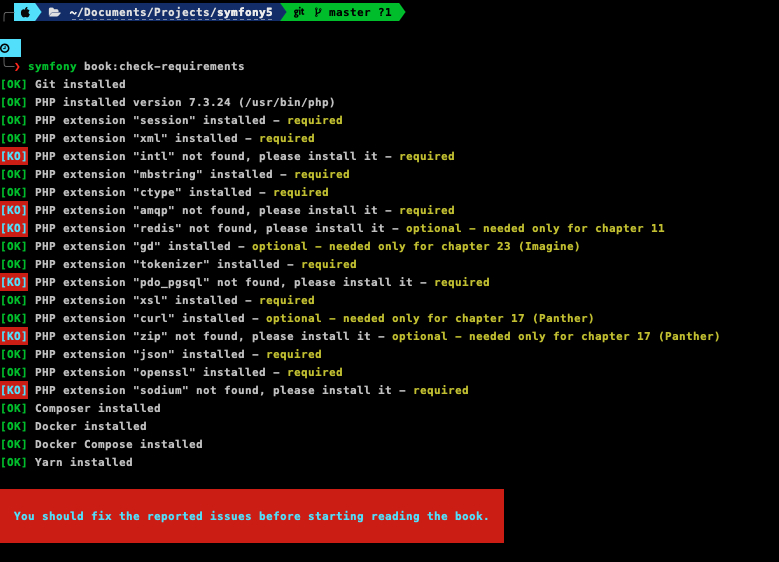 ~/Documents/Projects/symfony5 git master ?1
symfony book:check-requirements
[OK] Git installed
[OK] PHP installed version 7.3.24 (/usr/bin/php)
[OK] PHP extension "session" installed - required
[OK] PHP extension "xml" installed - required
[KO] PHP extension "intl" not found, please install it - required
[OK] PHP extension "mbstring" installed - required
[OK] PHP extension "ctype" installed - required
[KO] PHP extension "amqp" not found, please install it - required
[KO] PHP extension "redis" not found, please install it - optional - needed only for chapter 11
[OK] PHP extension "gd" installed - optional - needed only for chapter 23 (Imagine)
[OK] PHP extension "tokenizer" installed - required
[KO] PHP extension "pdo_pgsql" not found, please install it - required
[OK] PHP extension "xsl" installed - required
[OK] PHP extension "curl" installed - optional - needed only for chapter 17 (Panther)
[KO] PHP extension "zip" not found, please install it - optional - needed only for chapter 17 (Panther)
[OK] PHP extension "json" installed - required
[OK] PHP extension "openssl" installed - required
[KO] PHP extension "sodium" not found, please install it - required
[OK] Composer installed
[OK] Docker installed
[OK] Docker Compose installed
[OK] Yarn installed
You should fix the reported issues before starting reading the book.